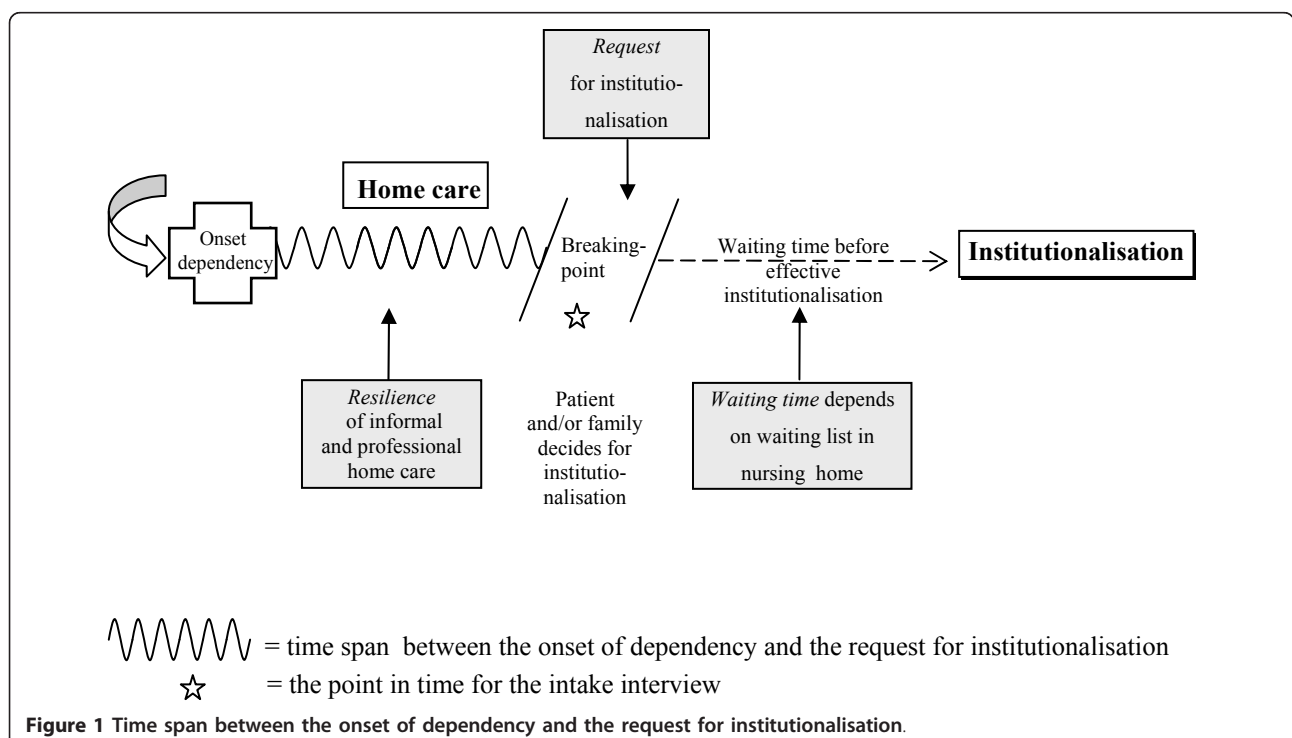 Request
for institutio-
nalisation
Home care
Onset
dependency
Breaking-
point
Waiting time before
effective
institutionalisation
Institutionalisation
Resilience
of informal
and professional
home care
Patient
and/or family
decides for
institutio-
nalisation
Waiting time depends
on waiting list in
nursing home
= time span between the onset of dependency and the request for institutionalisation
= the point in time for the intake interview
Figure 1 Time span between the onset of dependency and the request for institutionalisation.